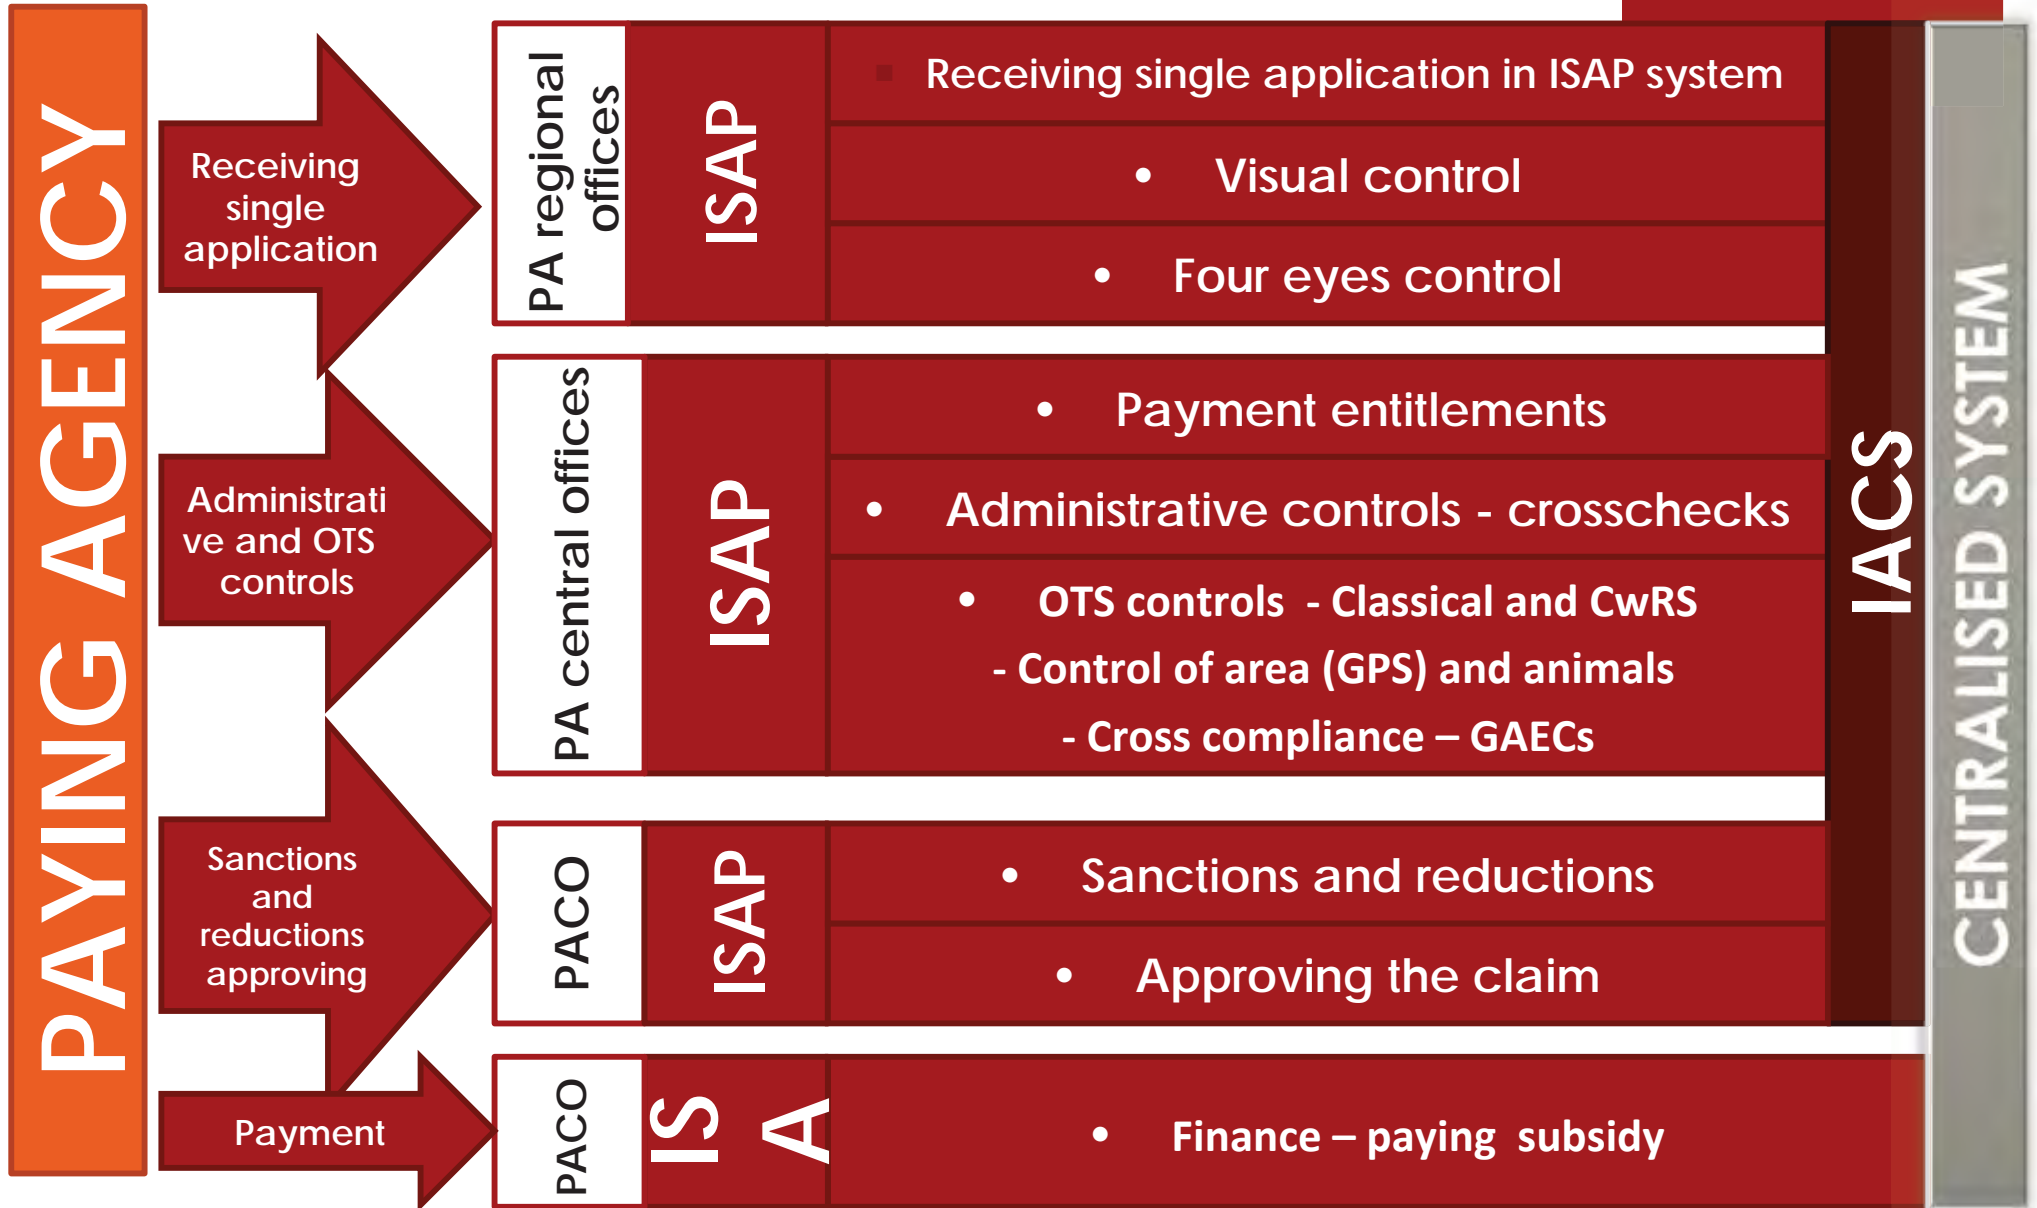 PAYING AGENCY
Receiving
single
application
PA regional
offices
ISAP
Receiving single application in ISAP system
• Visual control
• Four eyes control
Administrati
ve and OTS
controls
PA central offices
ISAP
• Payment entitlements
• Administrative controls - crosschecks
• OTS controls - Classical and CwRS
- Control of area (GPS) and animals
- Cross compliance – GAECs
Sanctions
and
reductions
approving
PACO
ISAP
• Sanctions and reductions
• Approving the claim
Payment
PACO
IS
A
• Finance – paying subsidy
IACS
CENTRALISED SYSTEM